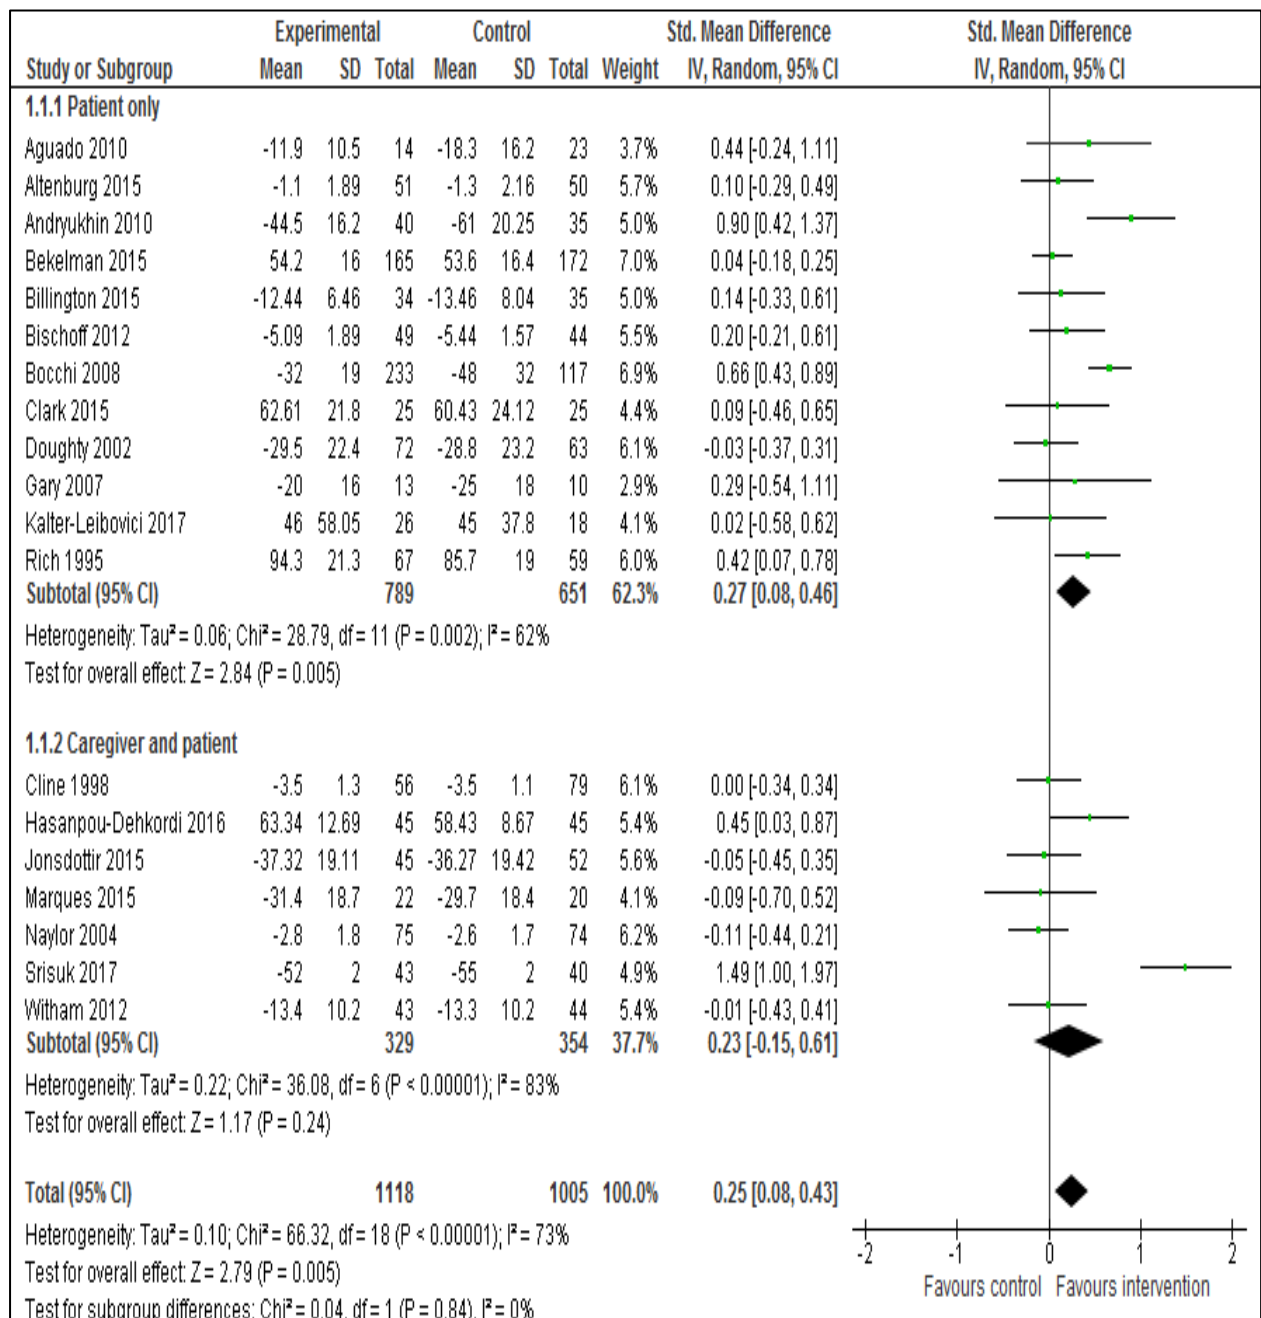 Experimental Control Std. Mean Difference Std. Mean Difference
Study or Subgroup Mean SD Total Mean SD Total Weight IV, Random, 95% CI IV, Random, 95% CI
1.1.1 Patient only
Aguado 2010 -11.9 10.5 14 -18.3 16.2 23 3.7% 0.44 [-0.24, 1.11]
Altenburg 2015 -1.1 1.89 51 -1.3 2.16 50 5.7% 0.10 [-0.29, 0.49]
Andryukhin 2010 -44.5 16.2 40 -61 20.25 35 5.0% 0.90 [0.42, 1.37]
Bekelman 2015 54.2 16 165 53.6 16.4 172 7.0% 0.04 [-0.18, 0.25]
Billington 2015 -12.44 6.46 34 -13.46 8.04 35 5.0% 0.14 [-0.33, 0.61]
Bischoff 2012 -5.09 1.89 49 -5.44 1.57 44 5.5% 0.20 [-0.21, 0.61]
Bocchi 2008 -32 19 233 -48 32 117 6.9% 0.66 [0.43, 0.89]
Clark 2015 62.61 21.8 25 60.43 24.12 25 4.4% 0.09 [-0.46, 0.65]
Doughty 2002 -29.5 22.4 72 -28.8 23.2 63 6.1% -0.03 [-0.37, 0.31]
Gary 2007 -20 16 13 -25 18 10 2.9% 0.29 [-0.54, 1.11]
Kalter-Leibovici 2017 46 58.05 26 45 37.8 18 4.1% 0.02 [-0.58, 0.62]
Rich 1995 94.3 21.3 67 85.7 19 59 6.0% 0.42 [0.07, 0.78]
Subtotal (95% CI) 789 651 62.3% 0.27 [0.08, 0.46]
Heterogeneity: Tau² = 0.06; Chi² = 28.79, df = 11 (P = 0.002); I² = 62%
Test for overall effect: Z = 2.84 (P = 0.005)
1.1.2 Caregiver and patient
Cline 1998 -3.5 1.3 56 -3.5 1.1 79 6.1% 0.00 [-0.34, 0.34]
Hasanpou-Dehkordi 2016 63.34 12.69 45 58.43 8.67 45 5.4% 0.45 [0.03, 0.87]
Jonsdottir 2015 -37.32 19.11 45 -36.27 19.42 52 5.6% -0.05 [-0.45, 0.35]
Marques 2015 -31.4 18.7 22 -29.7 18.4 20 4.1% -0.09 [-0.70, 0.52]
Naylor 2004 -2.8 1.8 75 -2.6 1.7 74 6.2% -0.11 [-0.44, 0.21]
Srisuk 2017 -52 2 43 -55 2 40 4.9% 1.49 [1.00, 1.97]
Witham 2012 -13.4 10.2 43 -13.3 10.2 44 5.4% -0.01 [-0.43, 0.41]
Subtotal (95% CI) 329 354 37.7% 0.23 [-0.15, 0.61]
Heterogeneity: Tau² = 0.22; Chi² = 36.08, df = 6 (P < 0.00001); I² = 83%
Test for overall effect: Z = 1.17 (P = 0.24)
Total (95% CI) 1118 1005 100.0% 0.25 [0.08, 0.43]
Heterogeneity: Tau² = 0.10; Chi² = 66.32, df = 18 (P < 0.00001); I² = 73%
Test for overall effect: Z = 2.79 (P = 0.005)
Test for subgroup differences: Chi² = 0.04, df = 1 (P = 0.84), I² = 0%
-2 -1 0 1 2
Favours control Favours intervention